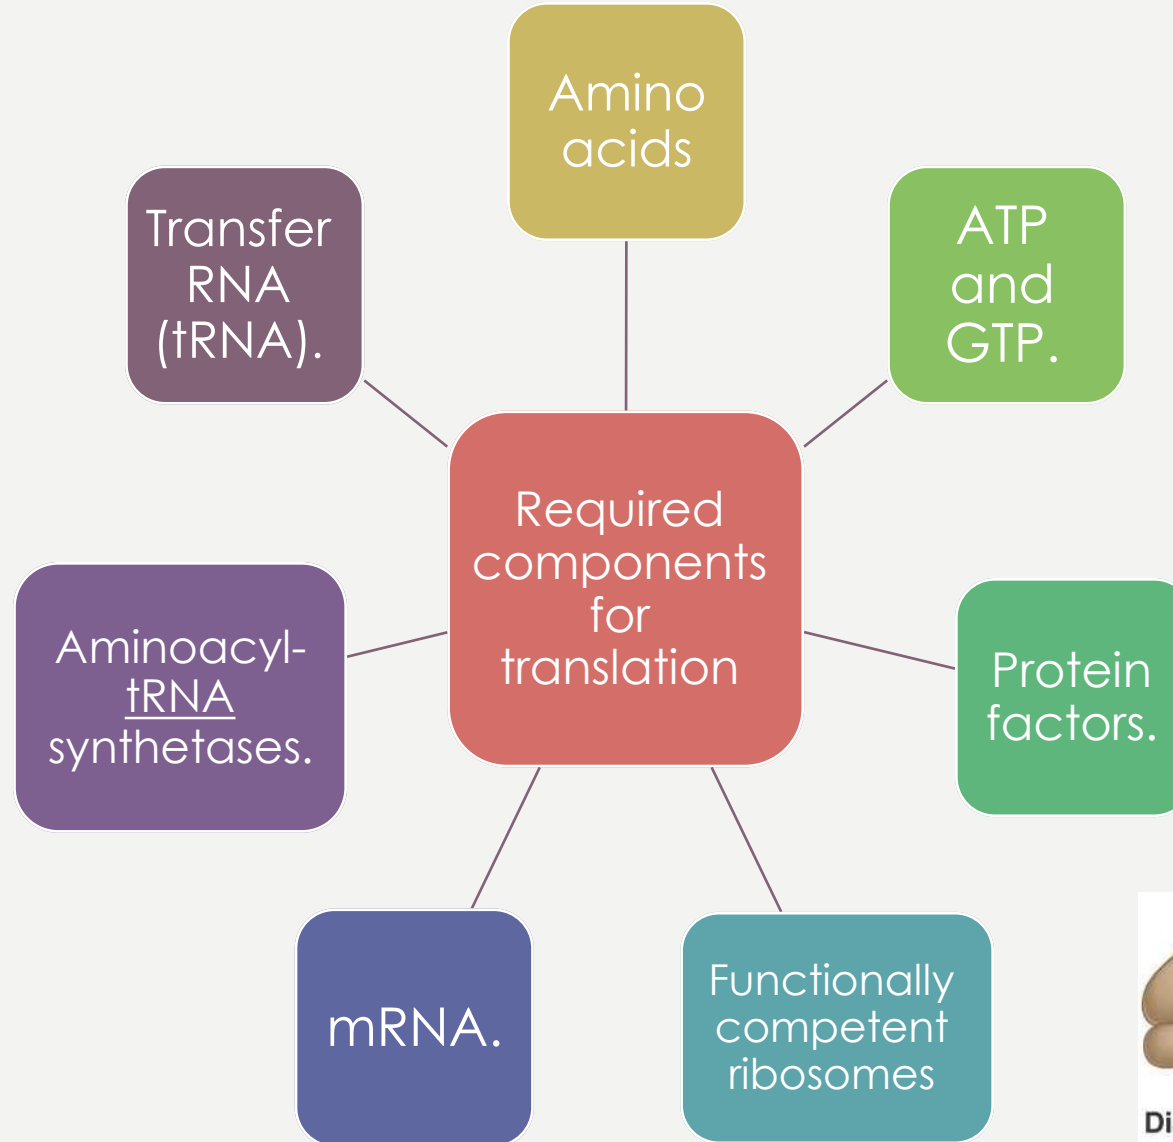 Amino
acids
Transfer
RNA
(tRNA).
ATP
and
GTP.
Required
components
for
translation
Aminoacyl-
tRNA
synthetases.
Protein
factors.
mRNA.
Functionally
competent
ribosomes
Di